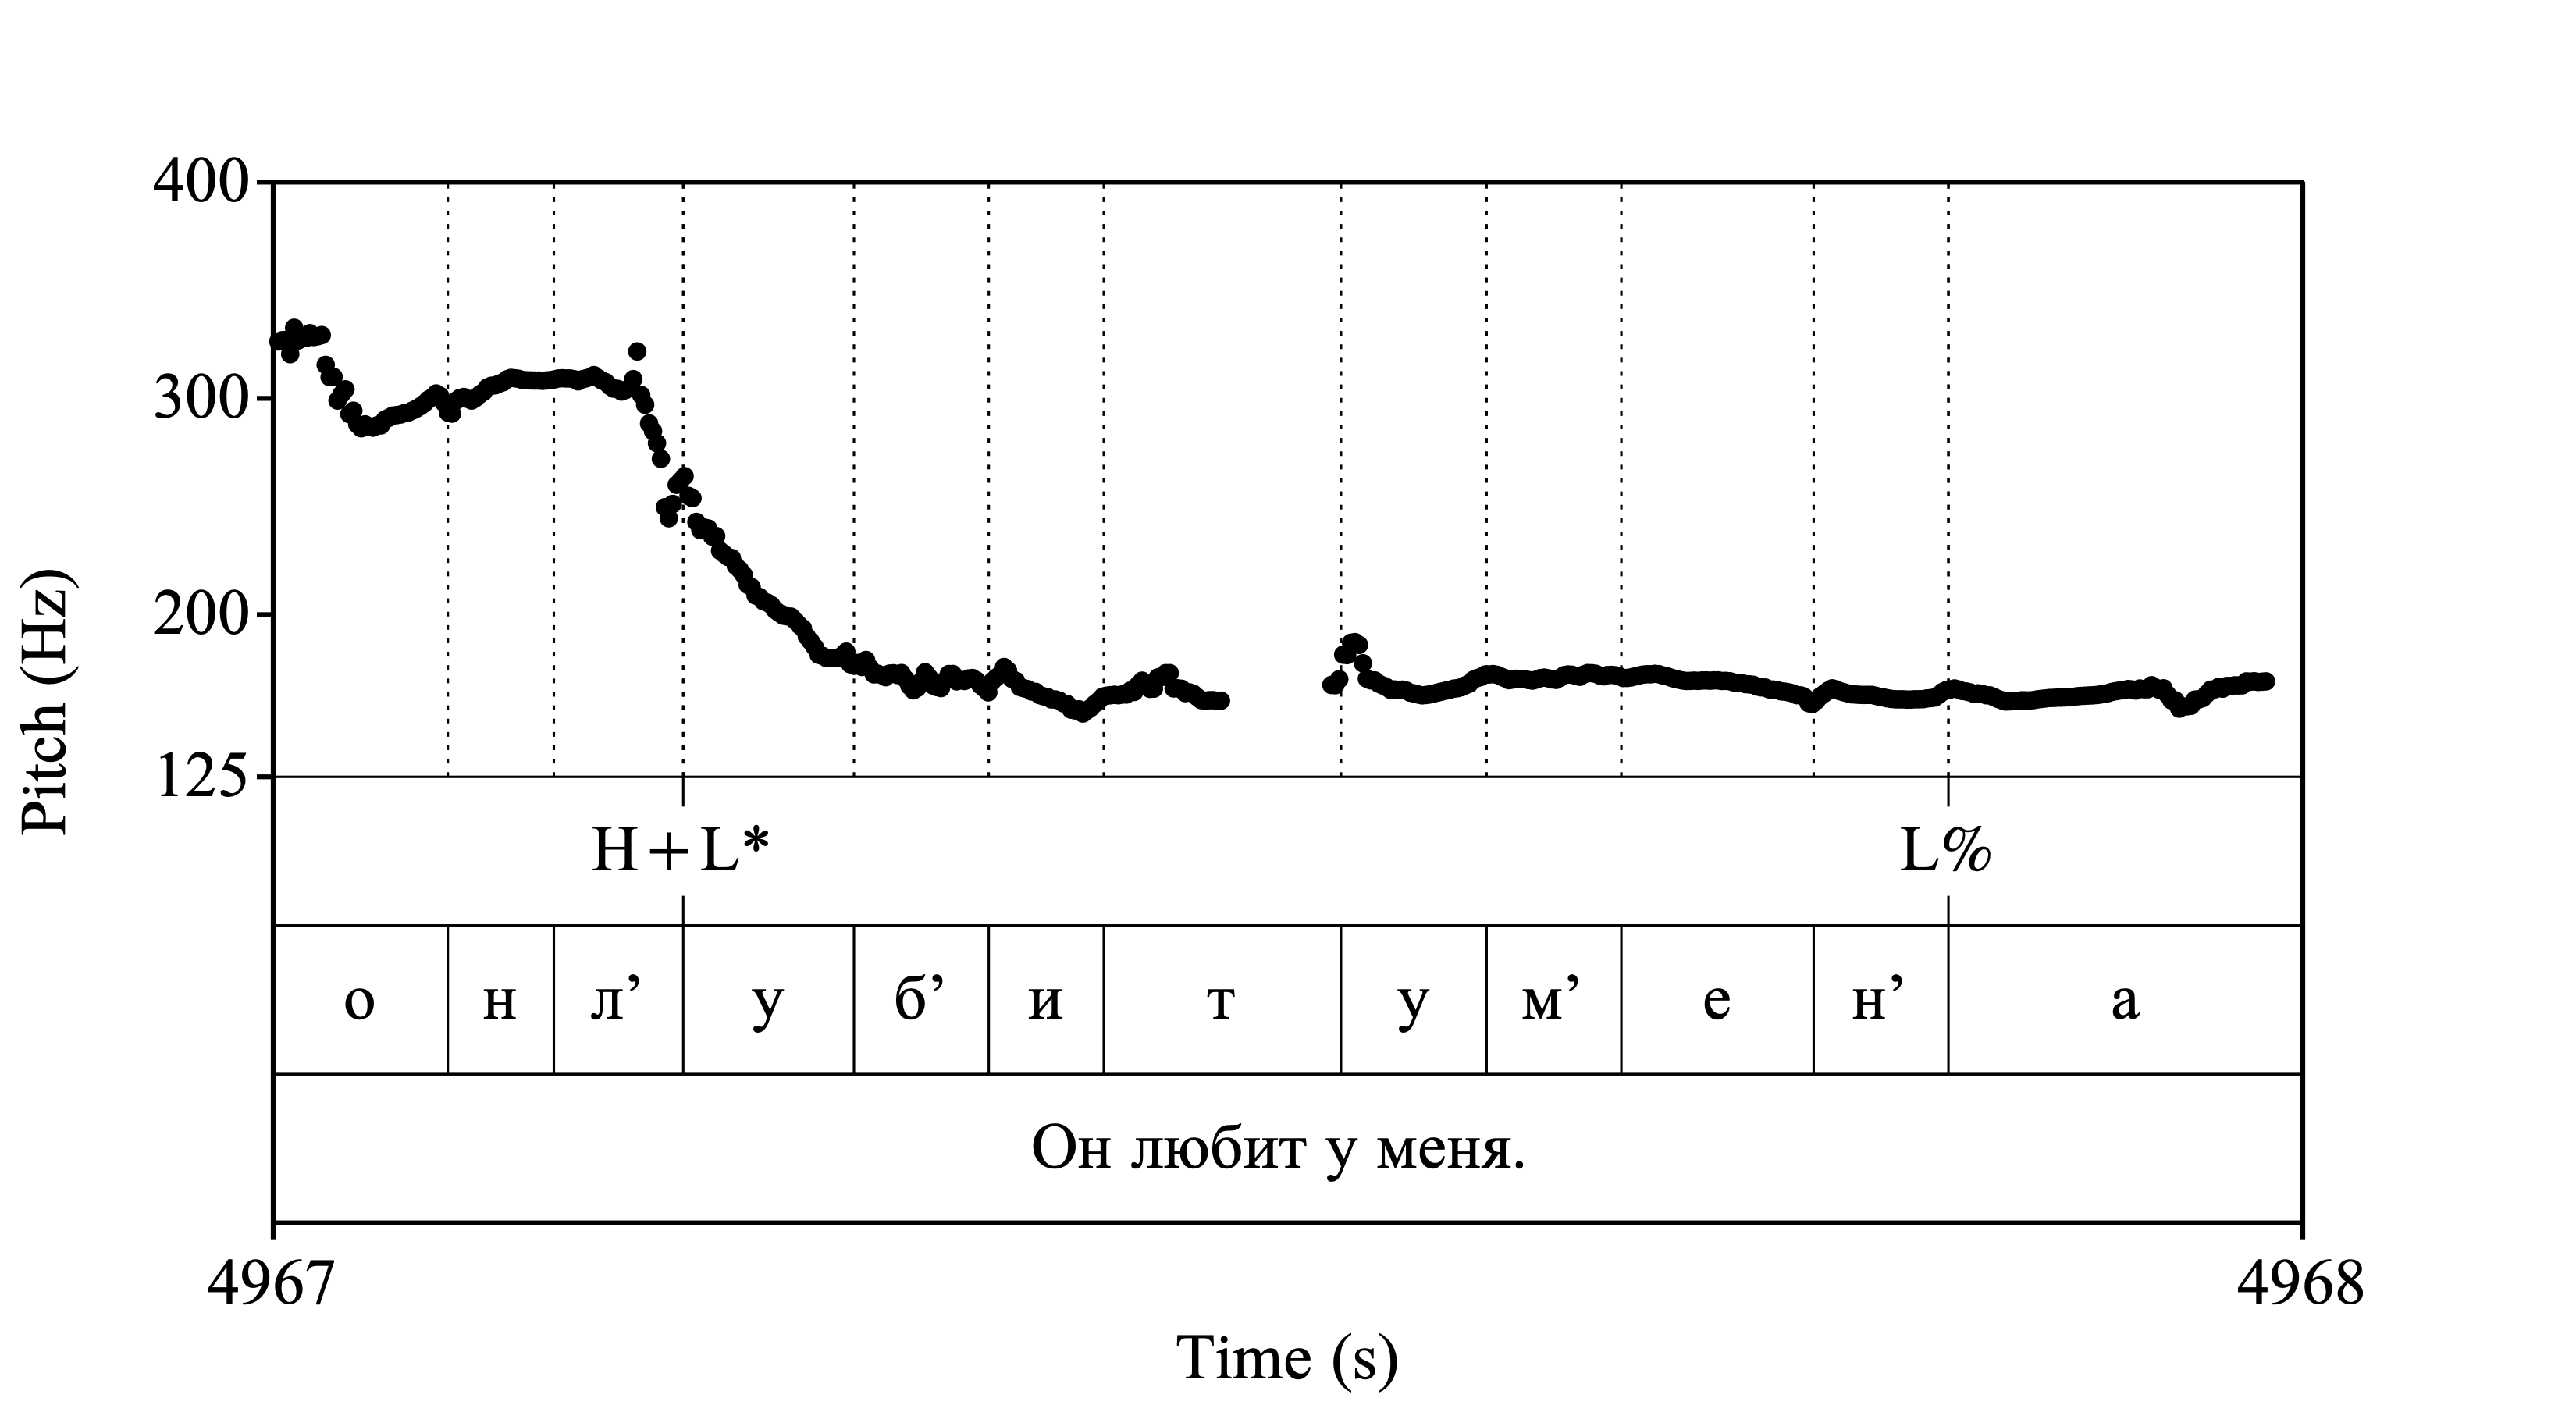 400
300
200
125
Pitch (Hz)
H+L* L%
о н л’ у б’ и т у м’ е н’ а
Он любит у меня.
4967 4968
Time (s)